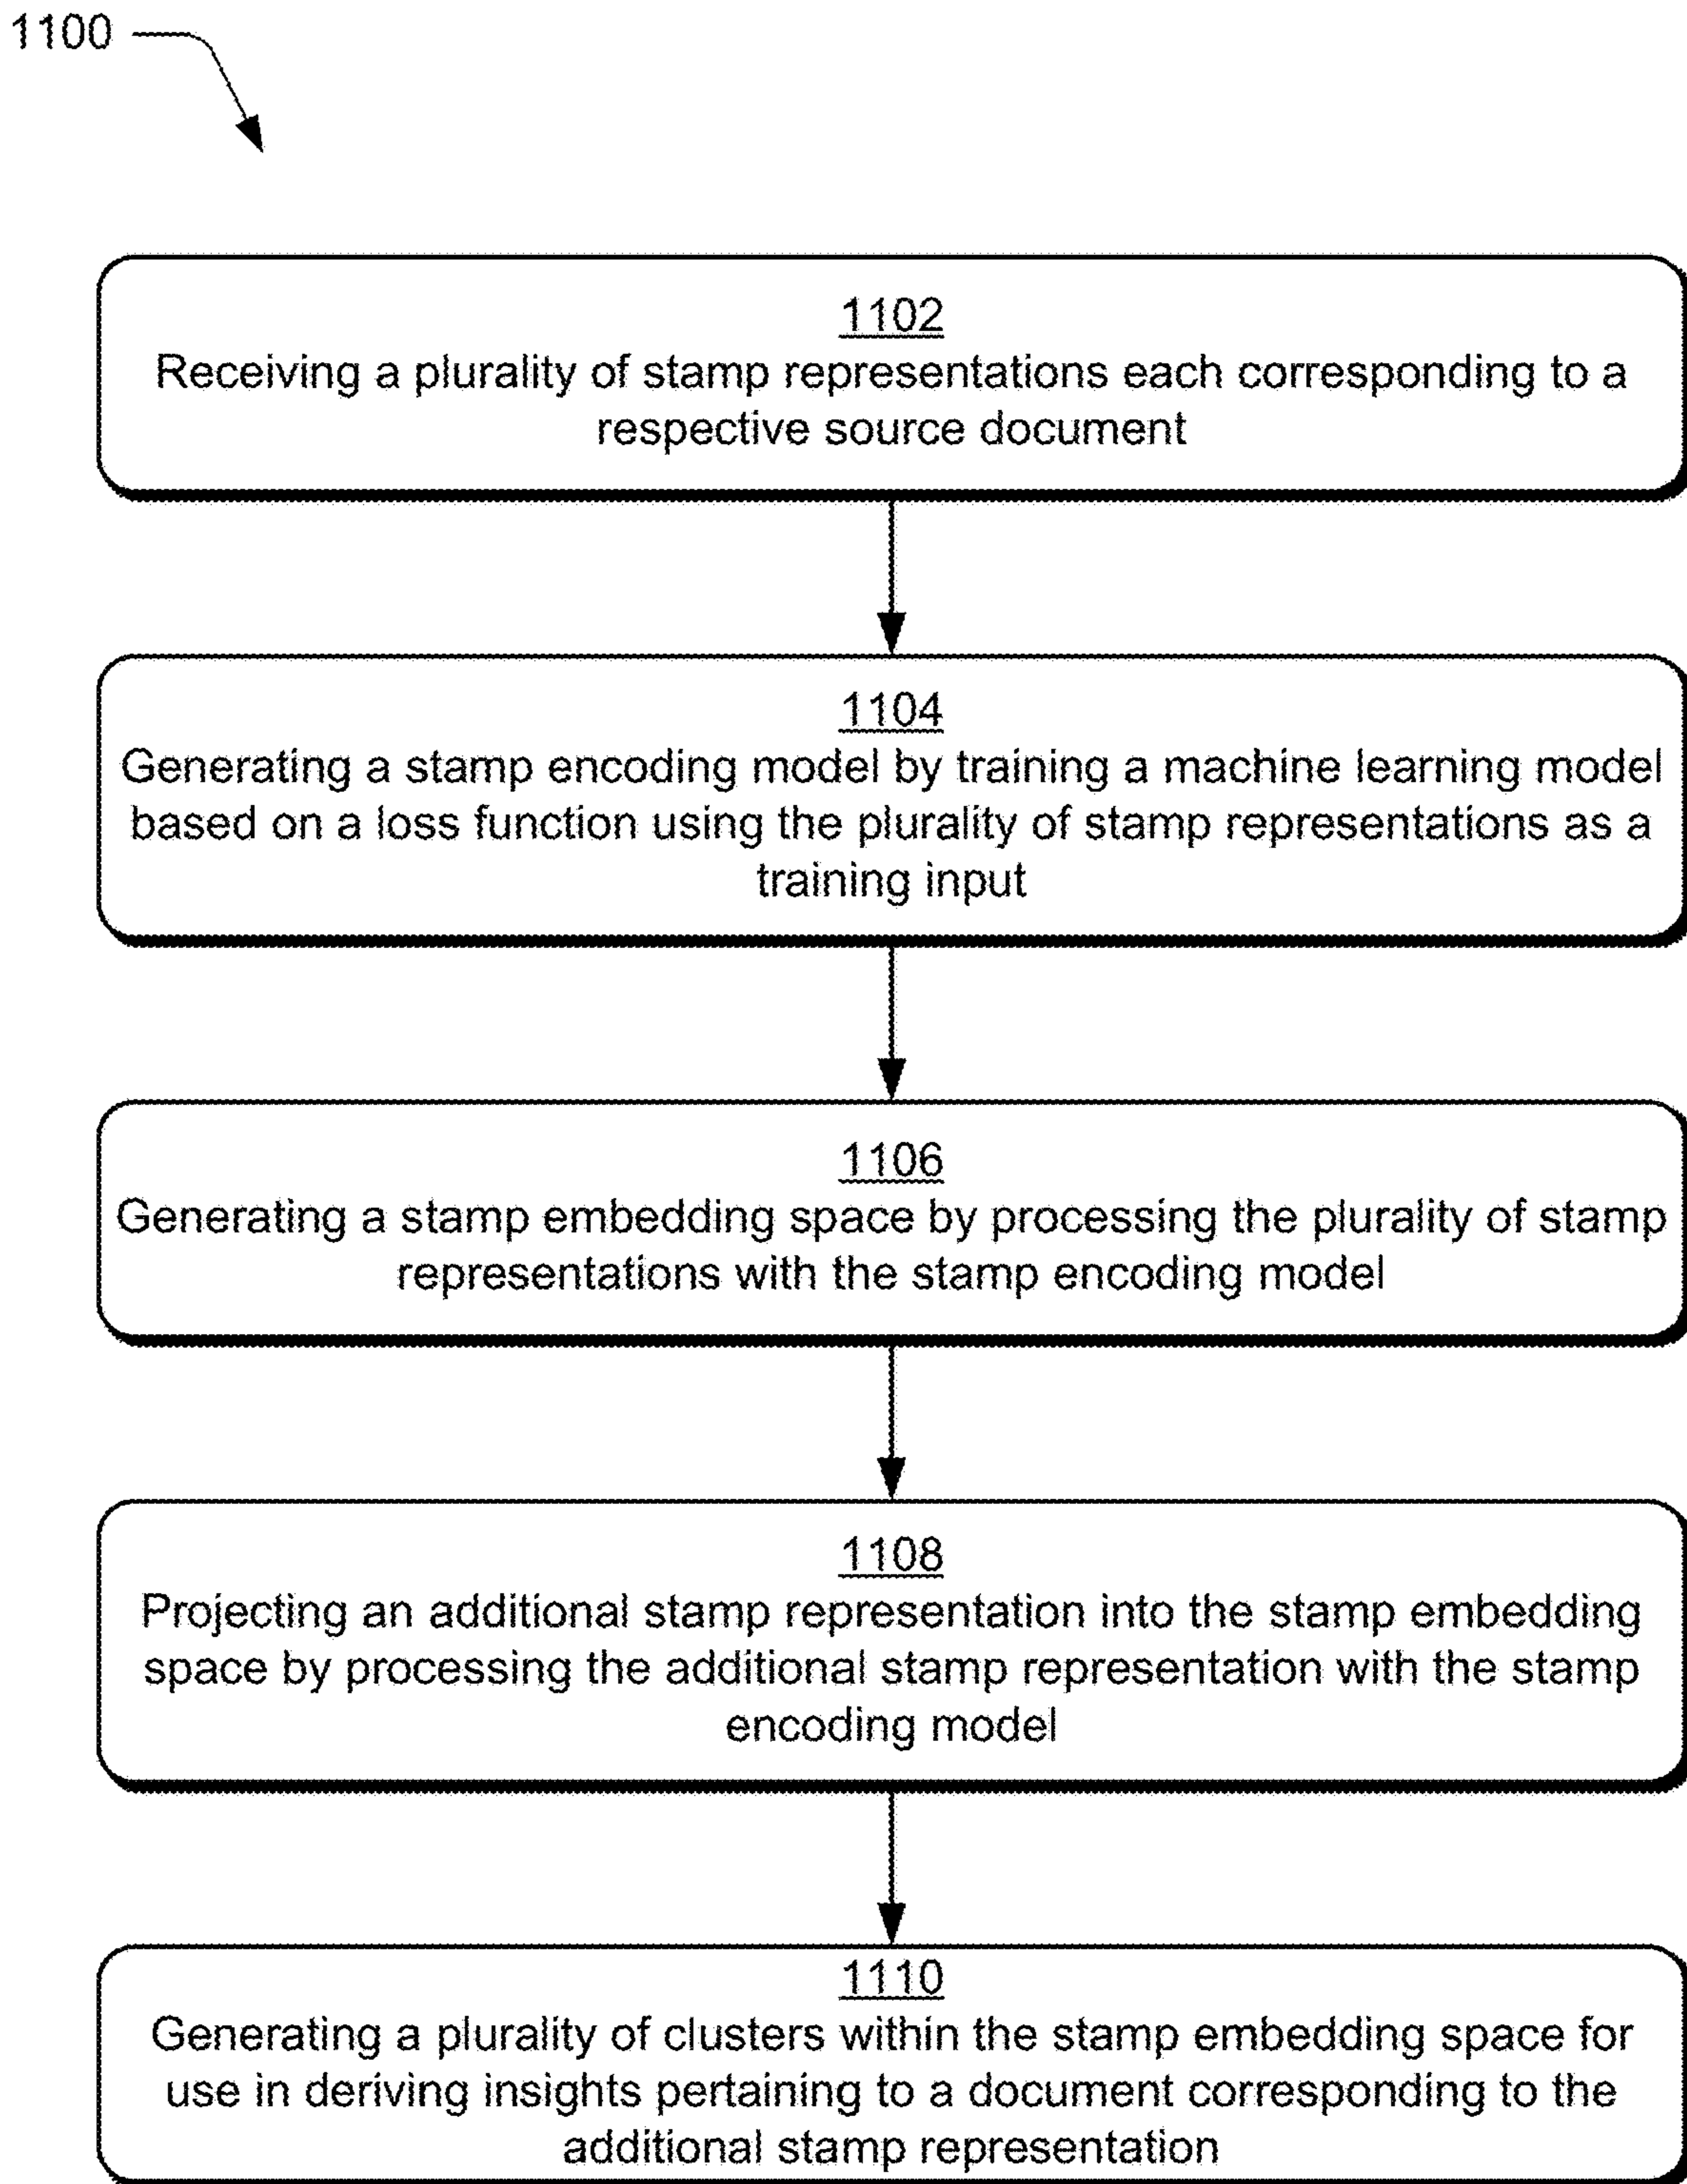 1100
1102
Receiving a plurality of stamp representations each corresponding to a
respective source document
1104
Generating a stamp encoding model by training a machine learning model
based on a loss function using the plurality of stamp representations as a
training input
1106
Generating a stamp embedding space by processing the plurality of stamp
representations with the stamp encoding model
1108
Projecting an additional stamp representation into the stamp embedding
space by processing the additional stamp representation with the stamp
encoding model
1110
Generating a plurality of clusters within the stamp embedding space for
use in deriving insights pertaining to a document corresponding to the
additional stamp representation